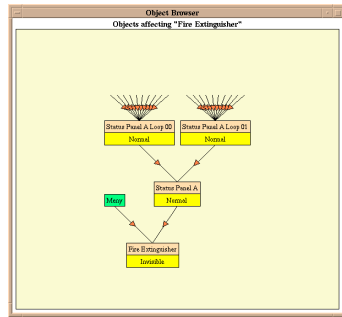 Object Browser
Objects affecting "Fire Extinguisher"
Status Panel A Loop 00
Normal
Status Panel A Loop 01
Normal
Status Panel A
Normal
Many
Fire Extinguisher
Invisible